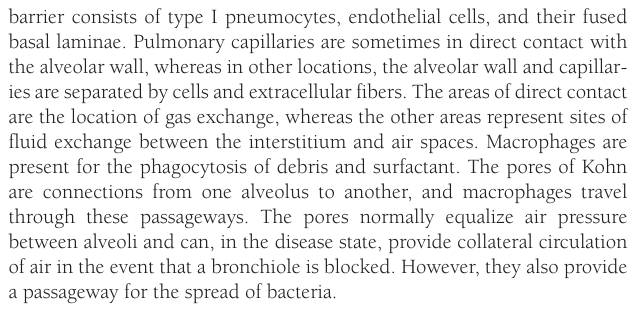 barrier consists of type I pneumocytes, endothelial cells, and their fused
basal laminae. Pulmonary capillaries are sometimes in direct contact with
the alveolar wall, whereas in other locations, the alveolar wall and capillar-
ies are separated by cells and extracellular fibers. The areas of direct contact
are the location of gas exchange, whereas the other areas represent sites of
fluid exchange between the interstitium and air spaces. Macrophages are
present for the phagocytosis of debris and surfactant. The pores of Kohn
are connections from one alveolus to another, and macrophages travel
through these passageways. The pores normally equalize air pressure
between alveoli and can, in the disease state, provide collateral circulation
of air in the event that a bronchiole is blocked. However, they also provide
a passageway for the spread of bacteria.